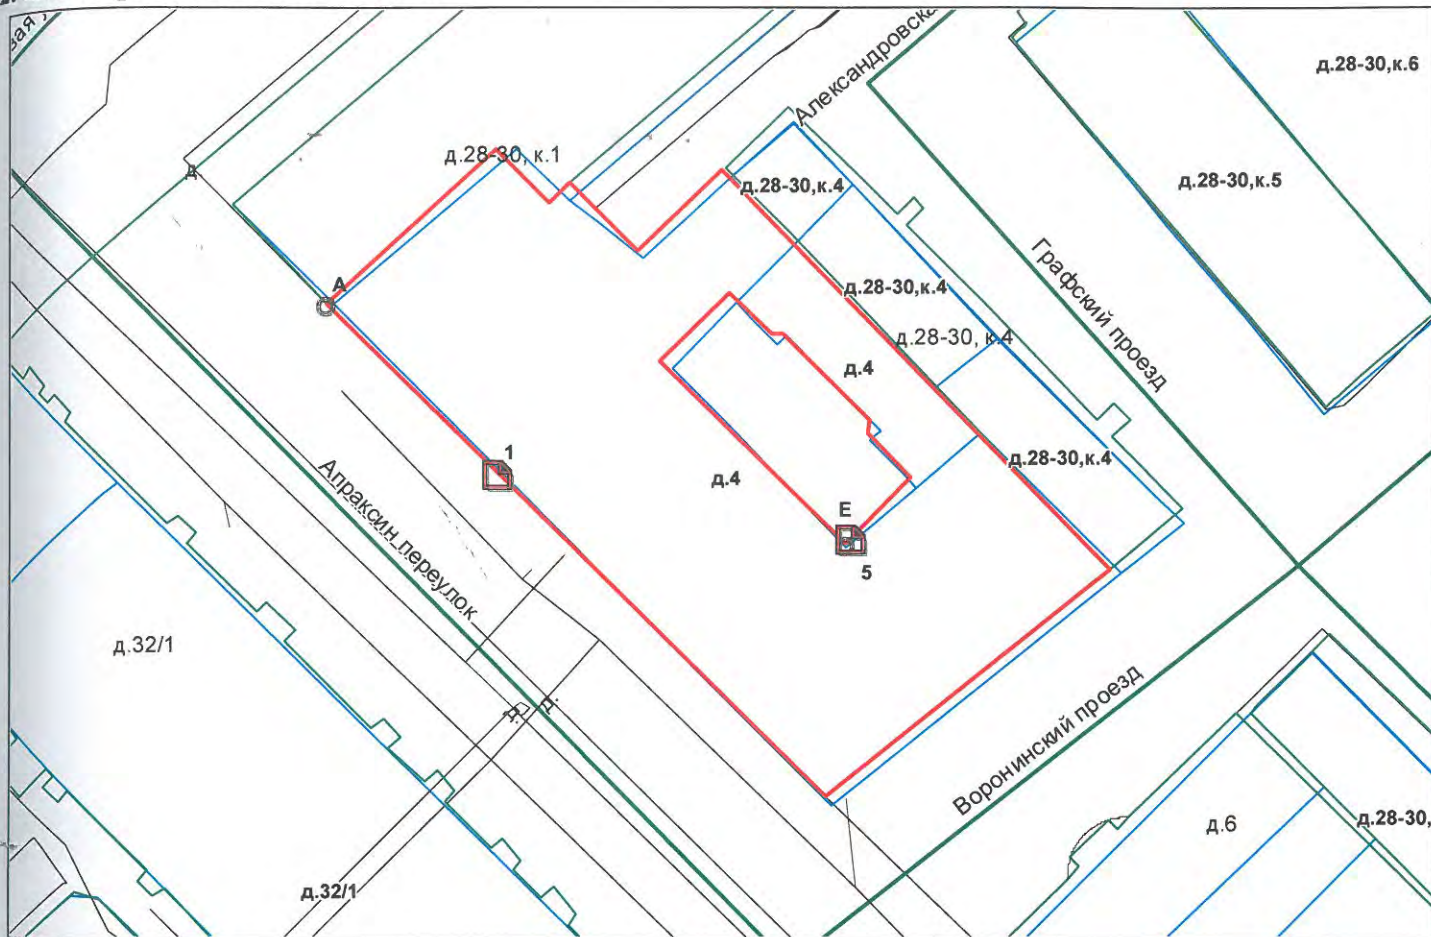 вая
Александровска
д.28-30,к.6
д.28-30, к.1
д
д.28-30,к.4
д.28-30,к.5
А
д.28-30,к.4
Графский проезд
д.28-30, к.4
д.4
1
д.28-30,к.4
д.4
Апраксин переулок
Е
5
д.32/1
д.
д.
Воронинский проезд
д.6
д.28-30,
д.32/1